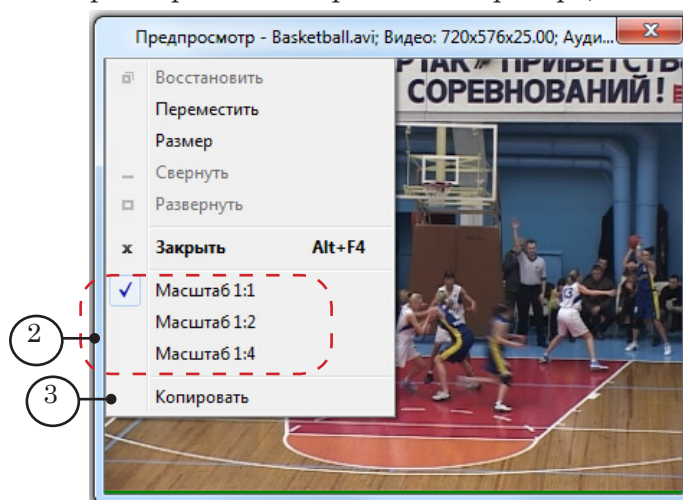 Предпросмотр - Basketball.avi; Видео: 720x576x25.00; Ауди...
ПРИВЕТСТВ
СОРЕВНОВАНИЙ!
Восстановить
Переместить
Размер
Свернуть
Развернуть
x Закрыть Alt+F4
✓ Масштаб 1:1
Масштаб 1:2
Масштаб 1:4
2
3
Копировать